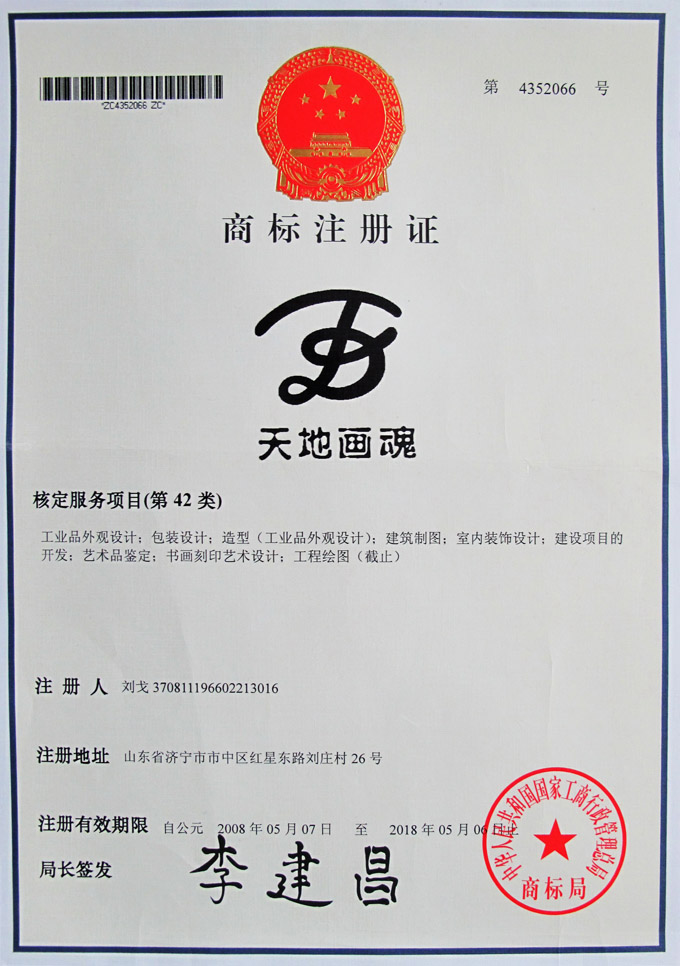 *ZC4352066 ZC*
第 4352066 号
商标注册证
天地画魂
核定服务项目(第 42 类)
工业品外观设计；包装设计；造型（工业品外观设计）；建筑制图；室内装饰设计；建设项目的
开发；艺术品鉴定；书画刻印艺术设计；工程绘图（截止）
注 册 人 刘戈 370811196602213016
注册地址 山东省济宁市市中区红星东路刘庄村 26 号
注册有效期限 自公元 2008 年 05 月 07 日 至 2018 年 05 月 06 日止
局长签发 李建昌
中华人民共和国国家工商行政管理总局
商标局